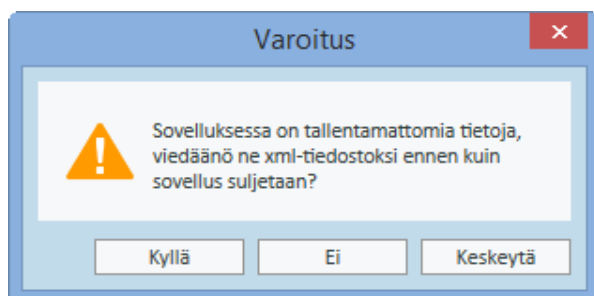 Varoitus
Sovelluksessa on tallentamattomia tietoja,
viedäänö ne xml-tiedostoksi ennen kuin
sovellus suljetaan?
Kyllä
Ei
Keskeytä